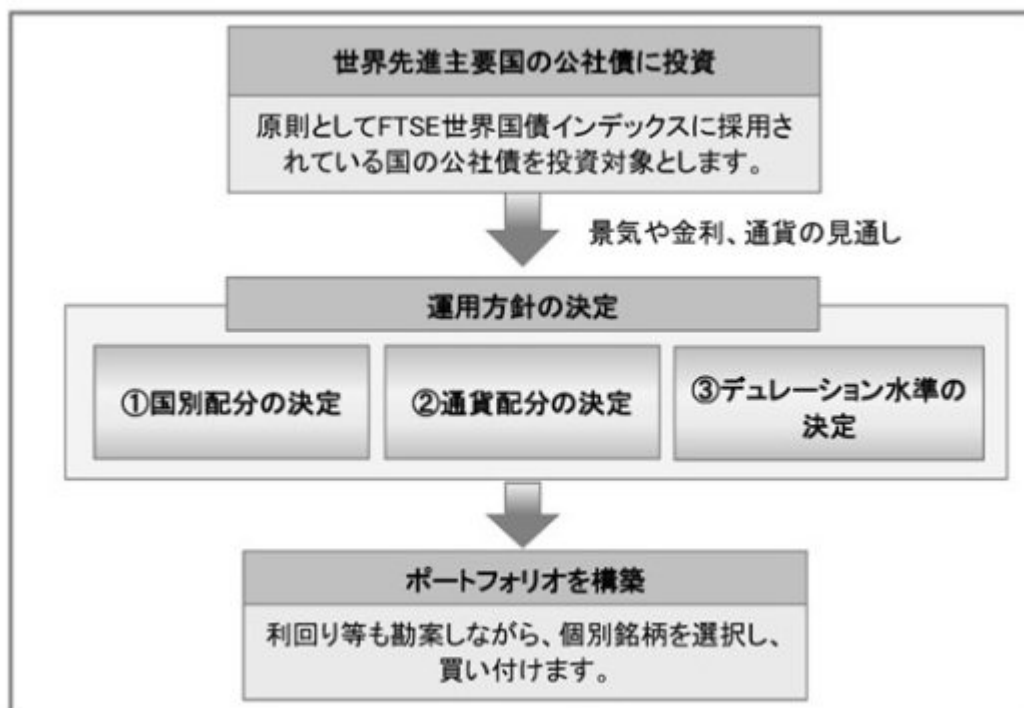 世界先進主要国の公社債に投資
原則としてFTSE世界国債インデックスに採用さ
れている国の公社債を投資対象とします。
景気や金利、通貨の見通し
運用方針の決定
①国別配分の決定
②通貨配分の決定
③デュレーション水準の
決定
ポートフォリオを構築
利回り等も勘案しながら、個別銘柄を選択し、
買い付けます。